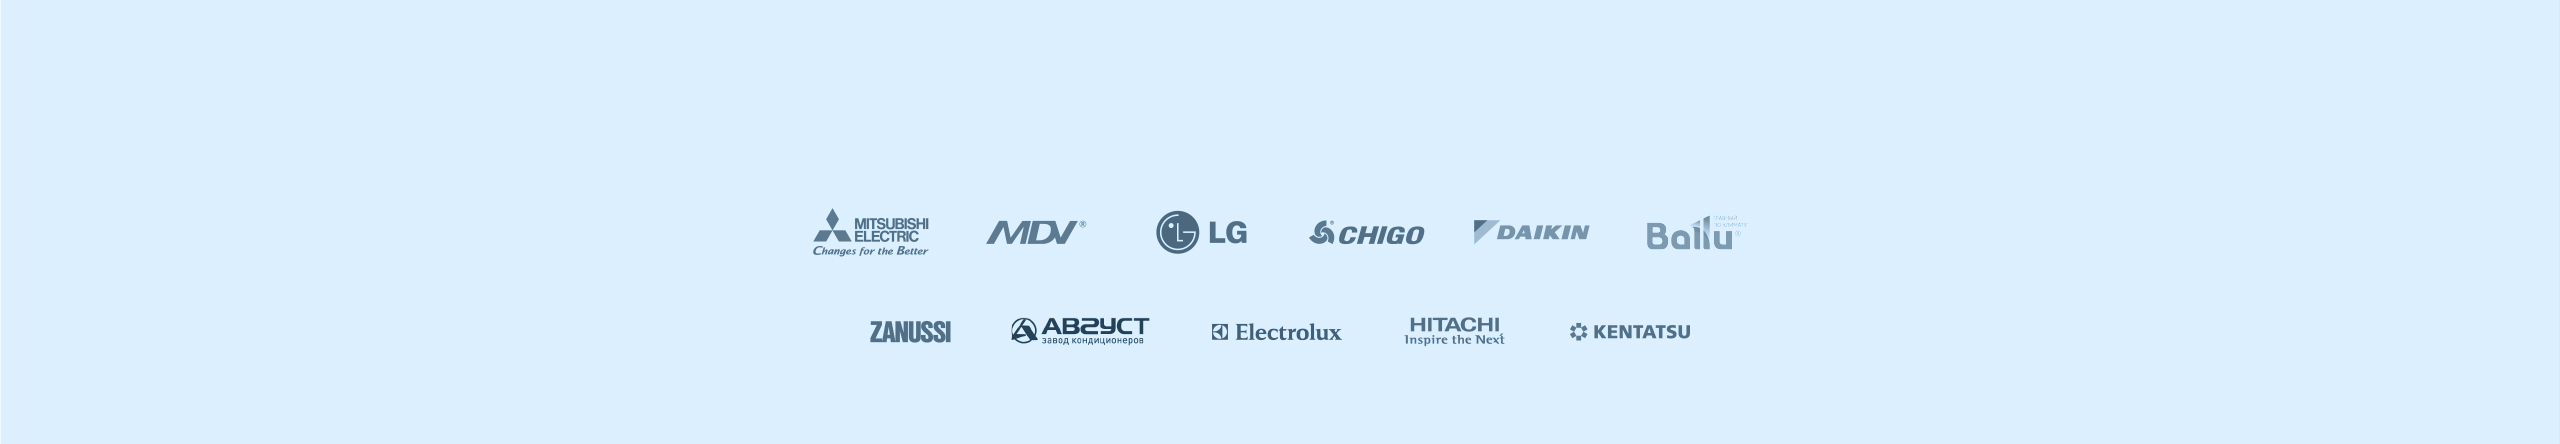 MITSUBISHI
ELECTRIC
Changes for the Better
MDV®
LG
CHIGO
DAIKIN
Ballu®
ZANUSSI
АВГУСТ
завод кондиционеров
Electrolux
HITACHI
Inspire the Next
KENTATSU